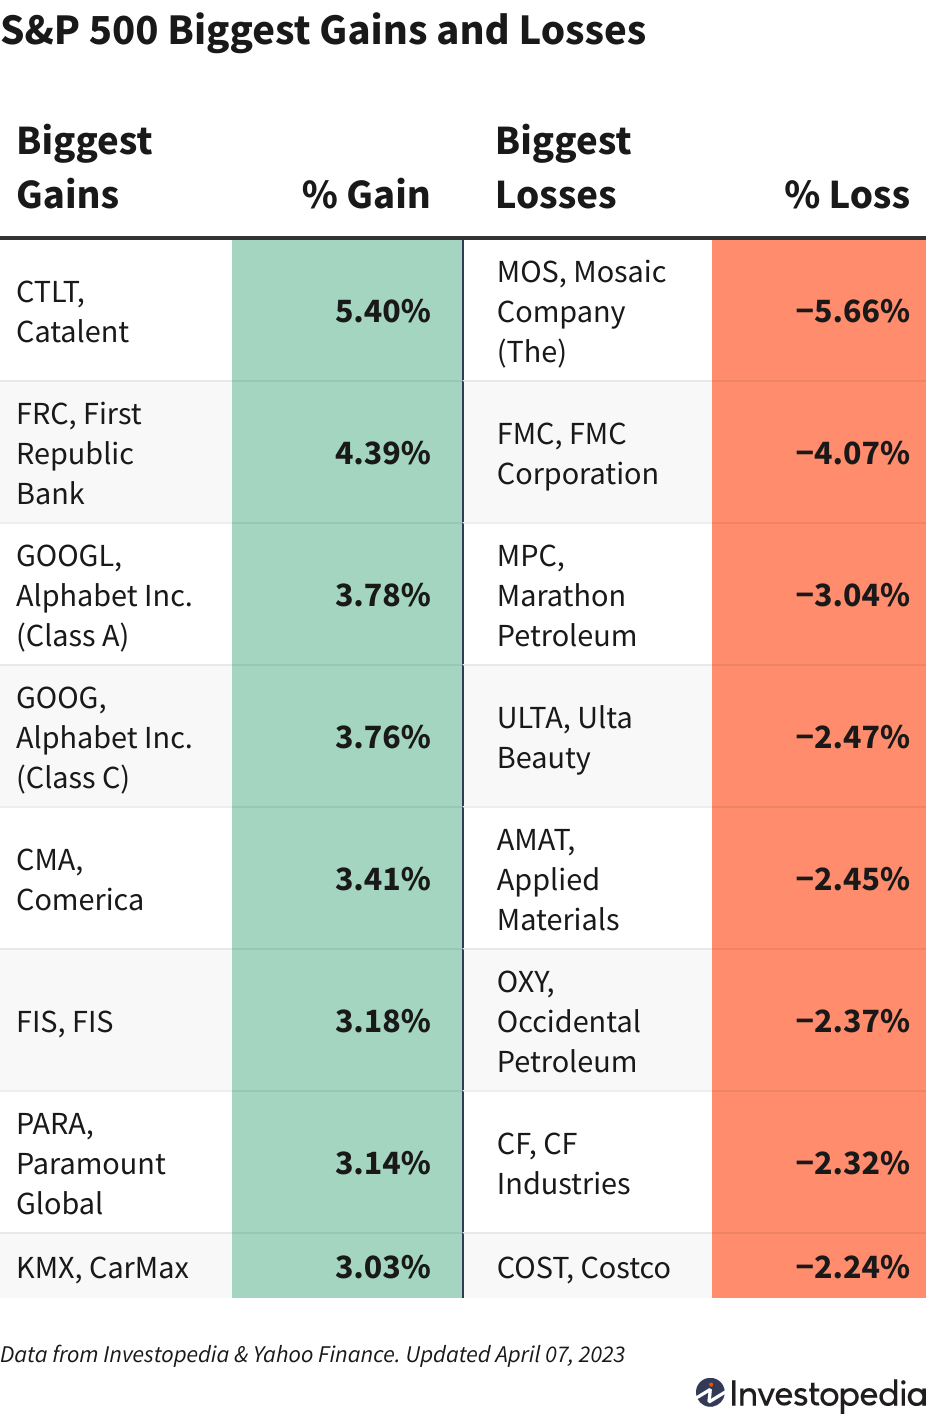 S&P 500 Biggest Gains and Losses
Biggest
Gains
% Gain
Biggest
Losses
% Loss
CTLT,
Catalent
5.40%
MOS, Mosaic
Company
(The)
−5.66%
FRC, First
Republic
Bank
4.39%
FMC, FMC
Corporation
−4.07%
GOOGL,
Alphabet Inc.
(Class A)
3.78%
MPC,
Marathon
Petroleum
−3.04%
GOOG,
Alphabet Inc.
(Class C)
3.76%
ULTA, Ulta
Beauty
−2.47%
CMA,
Comerica
3.41%
AMAT,
Applied
Materials
−2.45%
FIS, FIS
3.18%
OXY,
Occidental
Petroleum
−2.37%
PARA,
Paramount
Global
3.14%
CF, CF
Industries
−2.32%
KMX, CarMax
3.03%
COST, Costco
−2.24%
Data from Investopedia & Yahoo Finance. Updated April 07, 2023
Investopedia